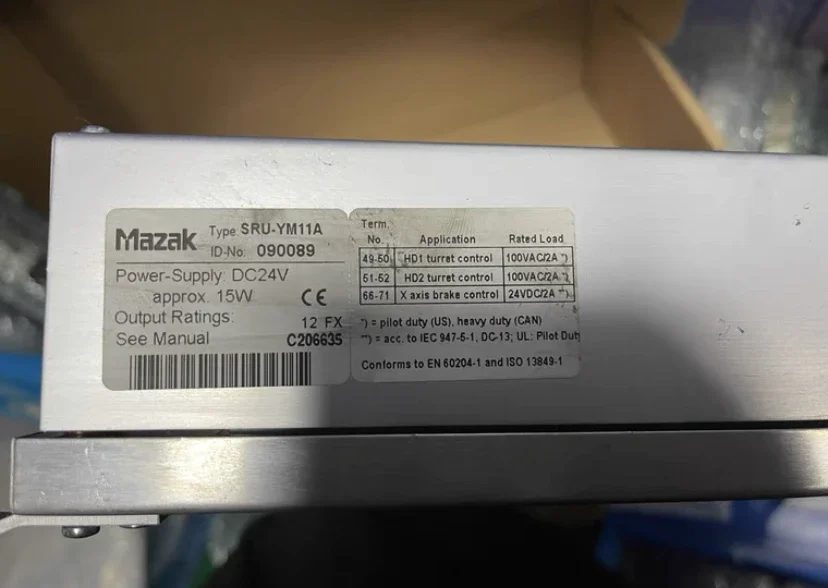 Mazak Type SRU-YM11A
ID-No. 090089
Power-Supply: DC24V
approx. 15W CE
Output Ratings: 12 FX
See Manual C206635
Term. No. Application Rated Load
49-50 HD1 turret control 100VAC/2A *)
51-52 HD2 turret control 100VAC/2A *)
66-71 X axis brake control 24VDC/2A **)
*) = pilot duty (US), heavy duty (CAN)
**) = acc. to IEC 947-5-1, DC-13; UL: Pilot Duty
Conforms to EN 60204-1 and ISO 13849-1